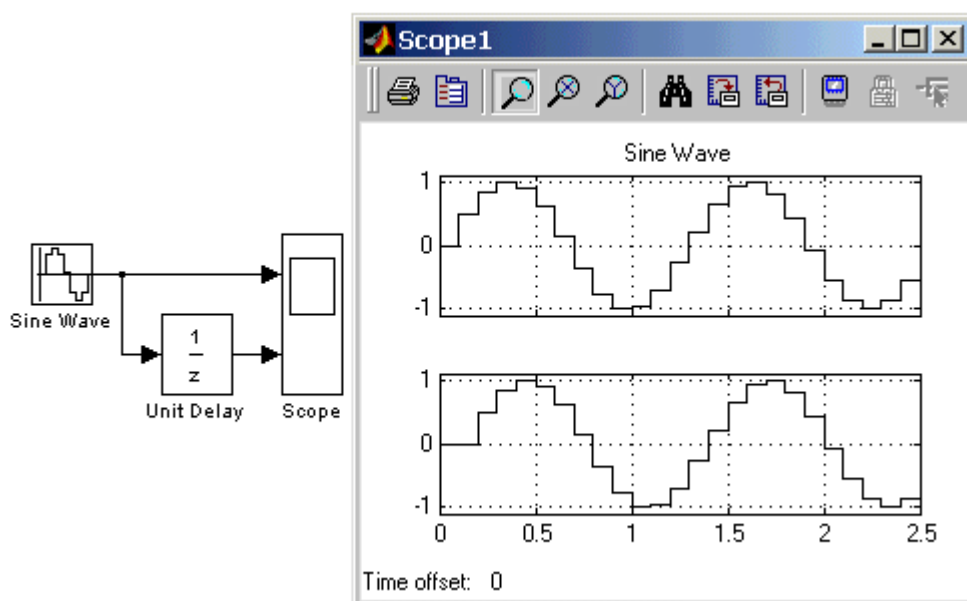 Scope1
Sine Wave
1
0
-1
Sine Wave
1
z
Unit Delay
Scope
1
0
-1
0 0.5 1 1.5 2 2.5
Time offset: 0